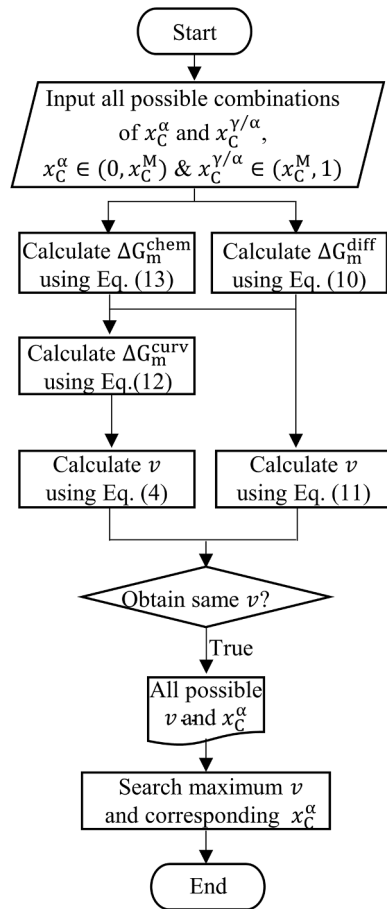 Start
Input all possible combinations
of x_C^α and x_C^{γ/α},
x_C^α ∈ (0, x_C^M) & x_C^{γ/α} ∈ (x_C^M, 1)
Calculate ΔG_m^chem
using Eq. (13)
Calculate ΔG_m^diff
using Eq. (10)
Calculate ΔG_m^curv
using Eq.(12)
Calculate v
using Eq. (4)
Calculate v
using Eq. (11)
Obtain same v?
True
All possible
v and x_C^α
Search maximum v
and corresponding x_C^α
End